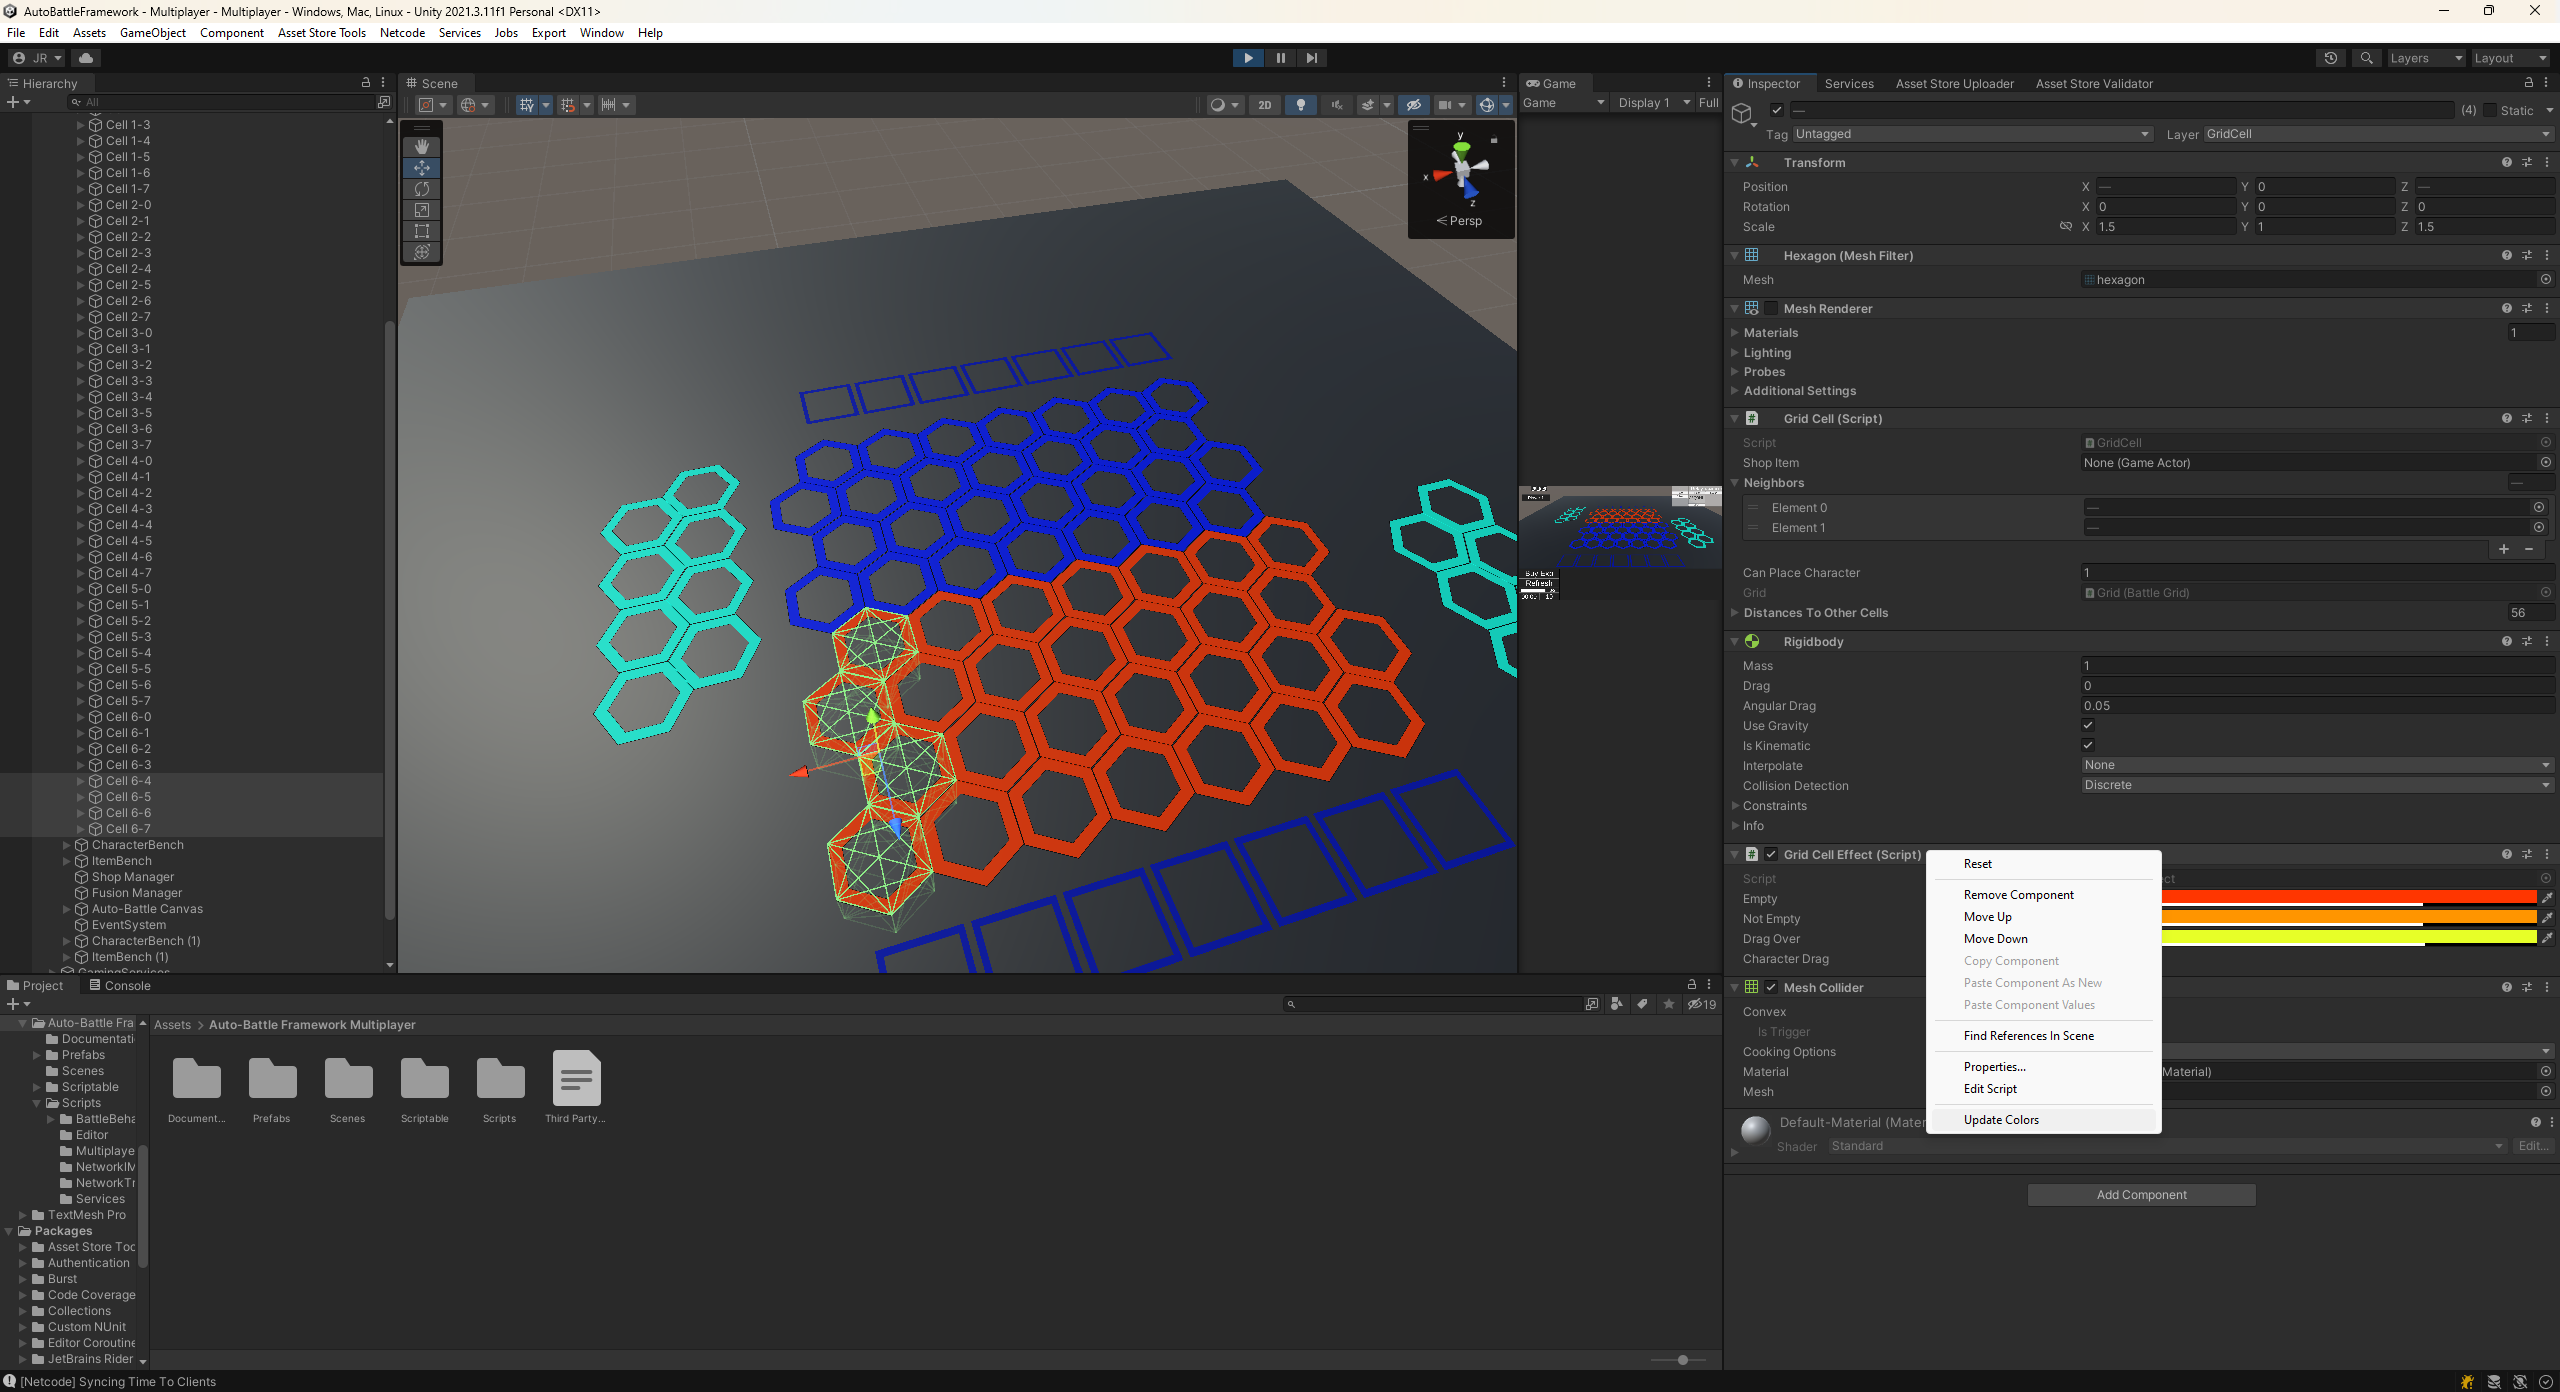 AutoBattleFramework - Multiplayer - Multiplayer - Windows, Mac, Linux - Unity 2021.3.11f1 Personal <DX11>
File Edit Assets GameObject Component Asset Store Tools Netcode Services Jobs Export Window Help
JR
Layers Layout
Hierarchy
All
Cell 1-3
Cell 1-4
Cell 1-5
Cell 1-6
Cell 1-7
Cell 2-0
Cell 2-1
Cell 2-2
Cell 2-3
Cell 2-4
Cell 2-5
Cell 2-6
Cell 2-7
Cell 3-0
Cell 3-1
Cell 3-2
Cell 3-3
Cell 3-4
Cell 3-5
Cell 3-6
Cell 3-7
Cell 4-0
Cell 4-1
Cell 4-2
Cell 4-3
Cell 4-4
Cell 4-5
Cell 4-6
Cell 4-7
Cell 5-0
Cell 5-1
Cell 5-2
Cell 5-3
Cell 5-4
Cell 5-5
Cell 5-6
Cell 5-7
Cell 6-0
Cell 6-1
Cell 6-2
Cell 6-3
Cell 6-4
Cell 6-5
Cell 6-6
Cell 6-7
CharacterBench
ItemBench
Shop Manager
Fusion Manager
Auto-Battle Canvas
EventSystem
CharacterBench (1)
ItemBench (1)
GamingServices
Scene
2D
y
x
z
Persp
Game
Game Display 1 Full
Refresh
Inspector Services Asset Store Uploader Asset Store Validator
— (4) Static
Tag Untagged Layer GridCell
Transform
Position X — Y 0 Z —
Rotation X 0 Y 0 Z 0
Scale X 1.5 Y 1 Z 1.5
Hexagon (Mesh Filter)
Mesh hexagon
Mesh Renderer
Materials 1
Lighting
Probes
Additional Settings
Grid Cell (Script)
Script GridCell
Shop Item None (Game Actor)
Neighbors —
Element 0 —
Element 1 —
Can Place Character 1
Grid Grid (Battle Grid)
Distances To Other Cells 56
Rigidbody
Mass 1
Drag 0
Angular Drag 0.05
Use Gravity
Is Kinematic
Interpolate None
Collision Detection Discrete
Constraints
Info
Grid Cell Effect (Script)
Script ect
Empty
Not Empty
Drag Over
Character Drag
Mesh Collider
Convex
Is Trigger
Cooking Options
Material Material)
Mesh
Default-Material (Mater
Shader Standard Edit...
Add Component
Reset
Remove Component
Move Up
Move Down
Copy Component
Paste Component As New
Paste Component Values
Find References In Scene
Properties...
Edit Script
Update Colors
Project Console
19
Auto-Battle Fra
Documentati
Prefabs
Scenes
Scriptable
Scripts
BattleBeha
Editor
Multiplaye
NetworkIM
NetworkTr
Services
TextMesh Pro
Packages
Asset Store Too
Authentication
Burst
Code Coverage
Collections
Custom NUnit
Editor Coroutine
JetBrains Rider
Assets > Auto-Battle Framework Multiplayer
Document... Prefabs Scenes Scriptable Scripts Third Party...
[Netcode] Syncing Time To Clients